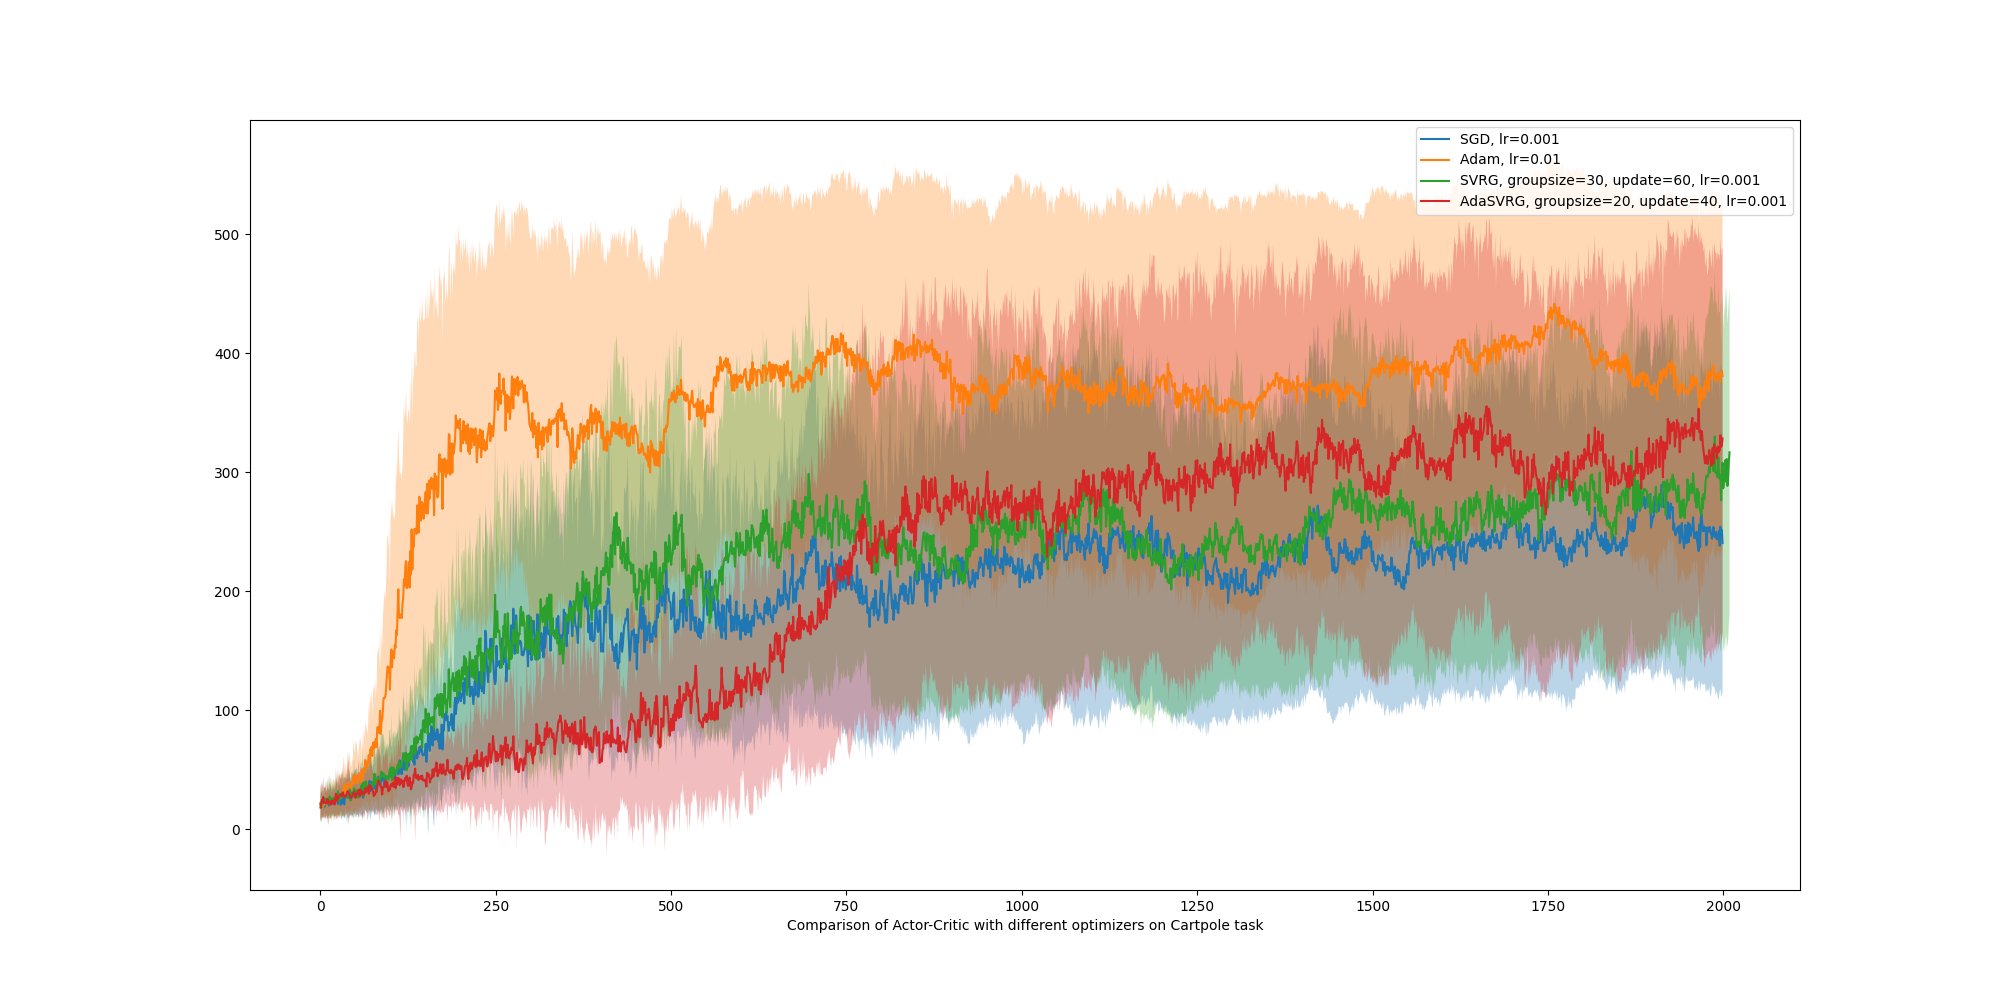 SGD, lr=0.001
Adam, lr=0.01
SVRG, groupsize=30, update=60, lr=0.001
AdaSVRG, groupsize=20, update=40, lr=0.001
500
400
300
200
100
0
0 250 500 750 1000 1250 1500 1750 2000
Comparison of Actor-Critic with different optimizers on Cartpole task